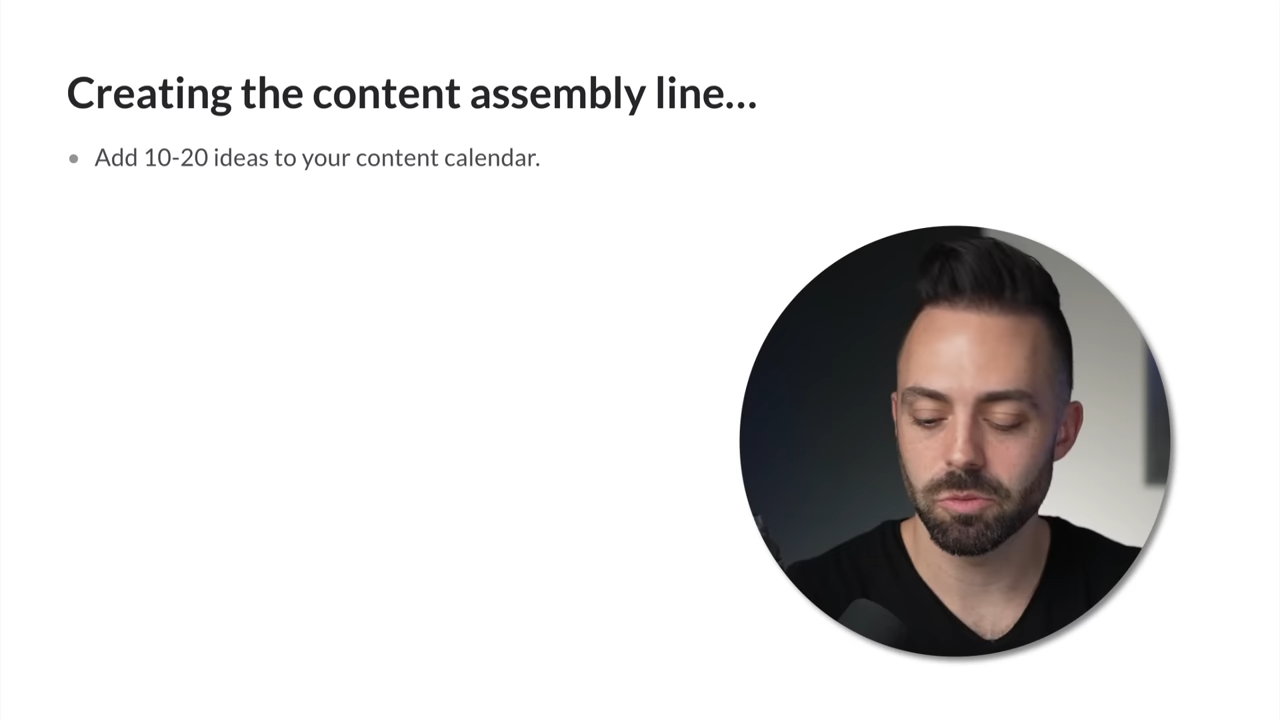 Creating the content assembly line...
• Add 10-20 ideas to your content calendar.